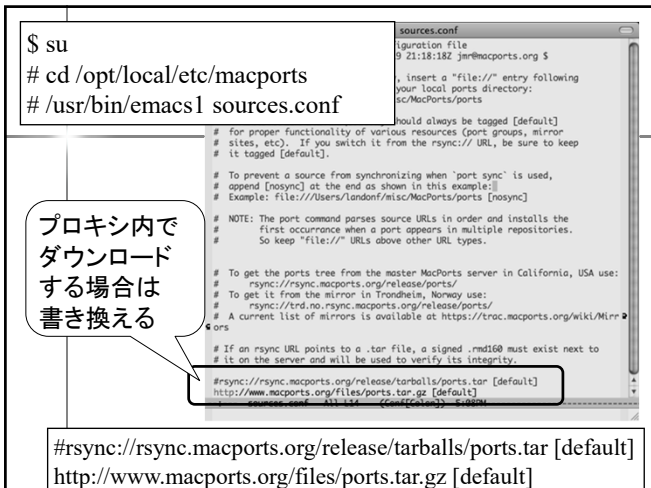 $ su
# cd /opt/local/etc/macports
# /usr/bin/emacs1 sources.conf
sources.conf
iguration file
9 21:18:18Z jmr@macports.org $
, insert a "file://" entry following
your local ports directory:
sc/MacPorts/ports
hould always be tagged [default]
# for proper functionality of various resources (port groups, mirror
# sites, etc). If you switch it from the rsync:// URL, be sure to keep
# it tagged [default].
# To prevent a source from synchronizing when `port sync` is used,
# append [nosync] at the end as shown in this example:
# Example: file:///Users/landonf/misc/MacPorts/ports [nosync]
# NOTE: The port command parses source URLs in order and installs the
# first occurrance when a port appears in multiple repositories.
# So keep "file://" URLs above other URL types.
# To get the ports tree from the master MacPorts server in California, USA use:
# rsync://rsync.macports.org/release/ports/
# To get it from the mirror in Trondheim, Norway use:
# rsync://trd.no.rsync.macports.org/release/ports/
# A current list of mirrors is available at https://trac.macports.org/wiki/Mirr
ors
# If an rsync URL points to a .tar file, a signed .rmd160 must exist next to
# it on the server and will be used to verify its integrity.
#rsync://rsync.macports.org/release/tarballs/ports.tar [default]
http://www.macports.org/files/ports.tar.gz [default]
sources.conf All L14 (Conf[Colon]) 5:08PM
プロキシ内で
ダウンロード
する場合は
書き換える
#rsync://rsync.macports.org/release/tarballs/ports.tar [default]
http://www.macports.org/files/ports.tar.gz [default]